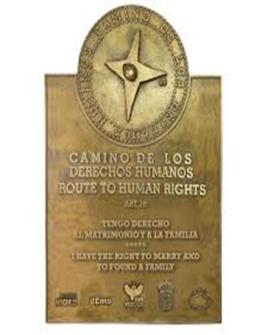 CAMINO DE LOS
DERECHOS HUMANOS
ROUTE TO HUMAN RIGHTS
ART. 16
TENGO DERECHO
AL MATRIMONIO Y A LA FAMILIA
*****
I HAVE THE RIGHT TO MARRY AND
TO FOUND A FAMILY
dEmo